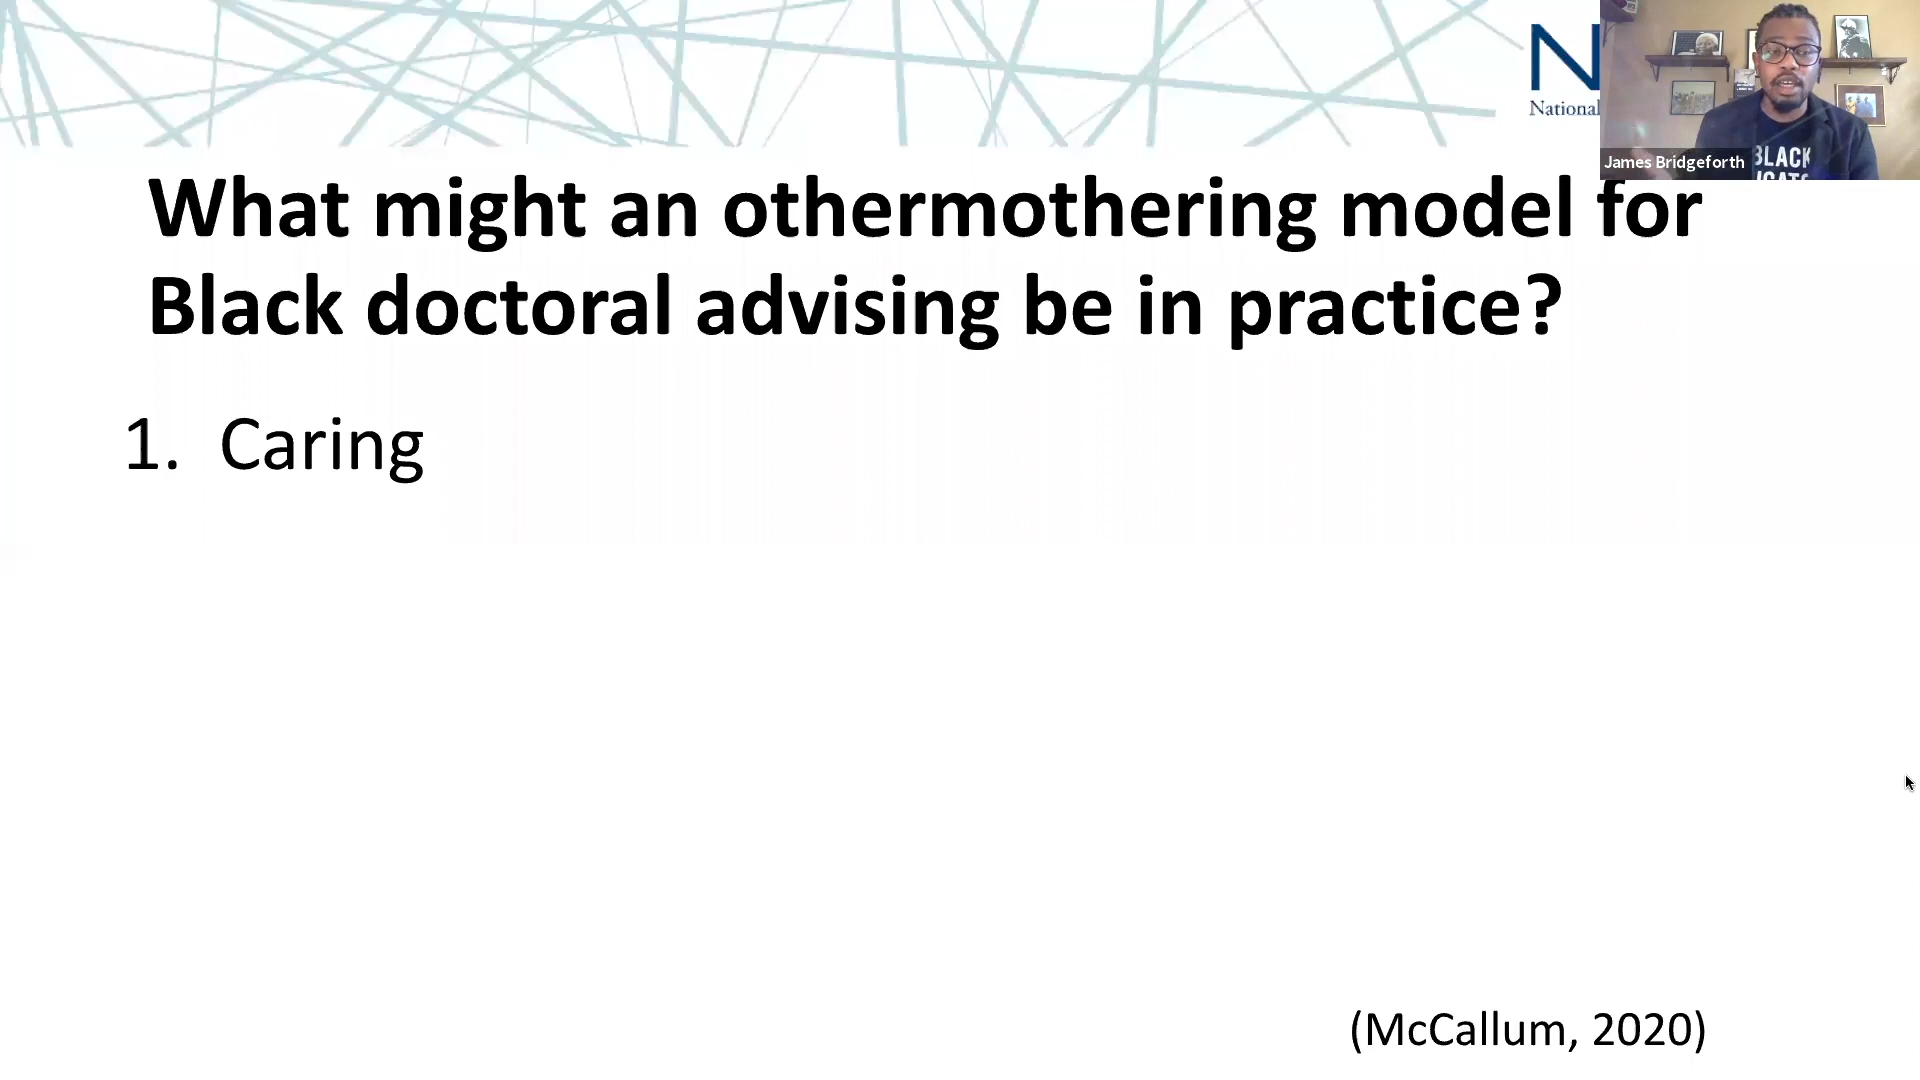 N
National
James Bridgeforth
BLACK
What might an othermothering model for
Black doctoral advising be in practice?
1. Caring
(McCallum, 2020)